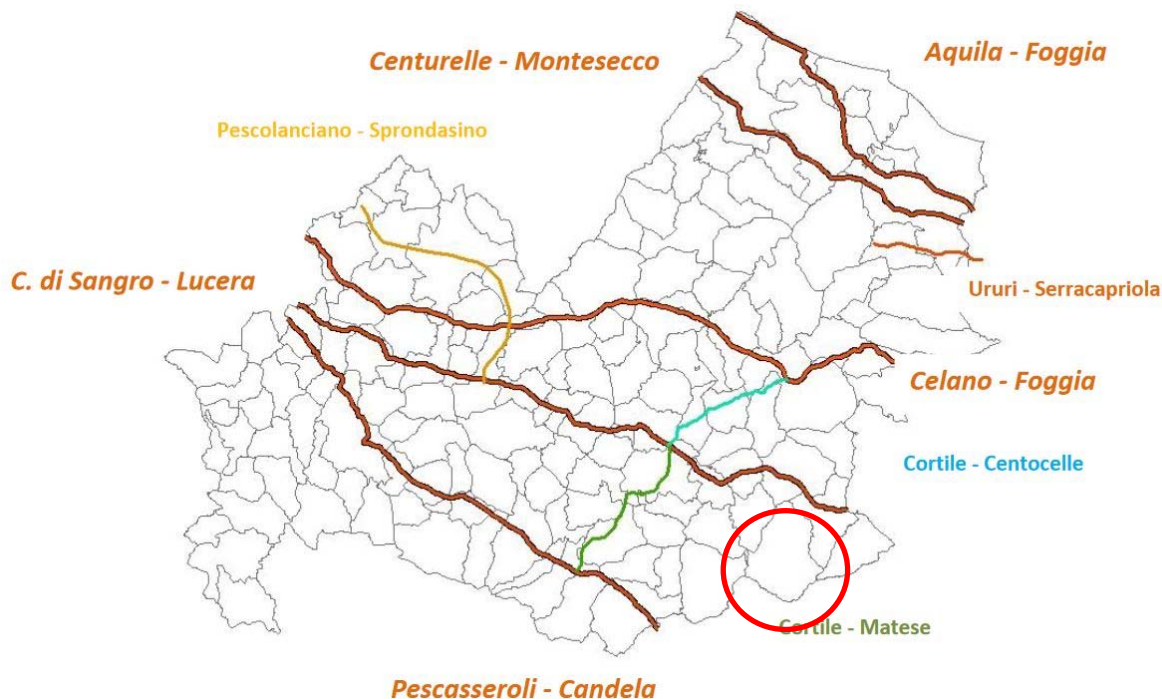 Centurelle - Montesecco
Aquila - Foggia
Pescolanciano - Sprondasino
C. di Sangro - Lucera
Ururi - Serracapriola
Celano - Foggia
Cortile - Centocelle
Cortile - Matese
Pescasseroli - Candela